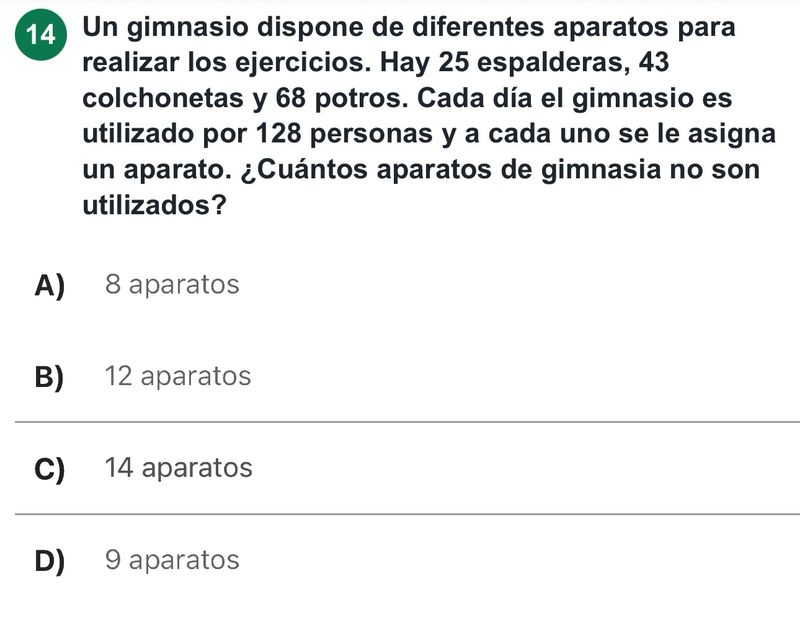 14 Un gimnasio dispone de diferentes aparatos para
realizar los ejercicios. Hay 25 espalderas, 43
colchonetas y 68 potros. Cada día el gimnasio es
utilizado por 128 personas y a cada uno se le asigna
un aparato. ¿Cuántos aparatos de gimnasia no son
utilizados?
A) 8 aparatos
B) 12 aparatos
C) 14 aparatos
D) 9 aparatos